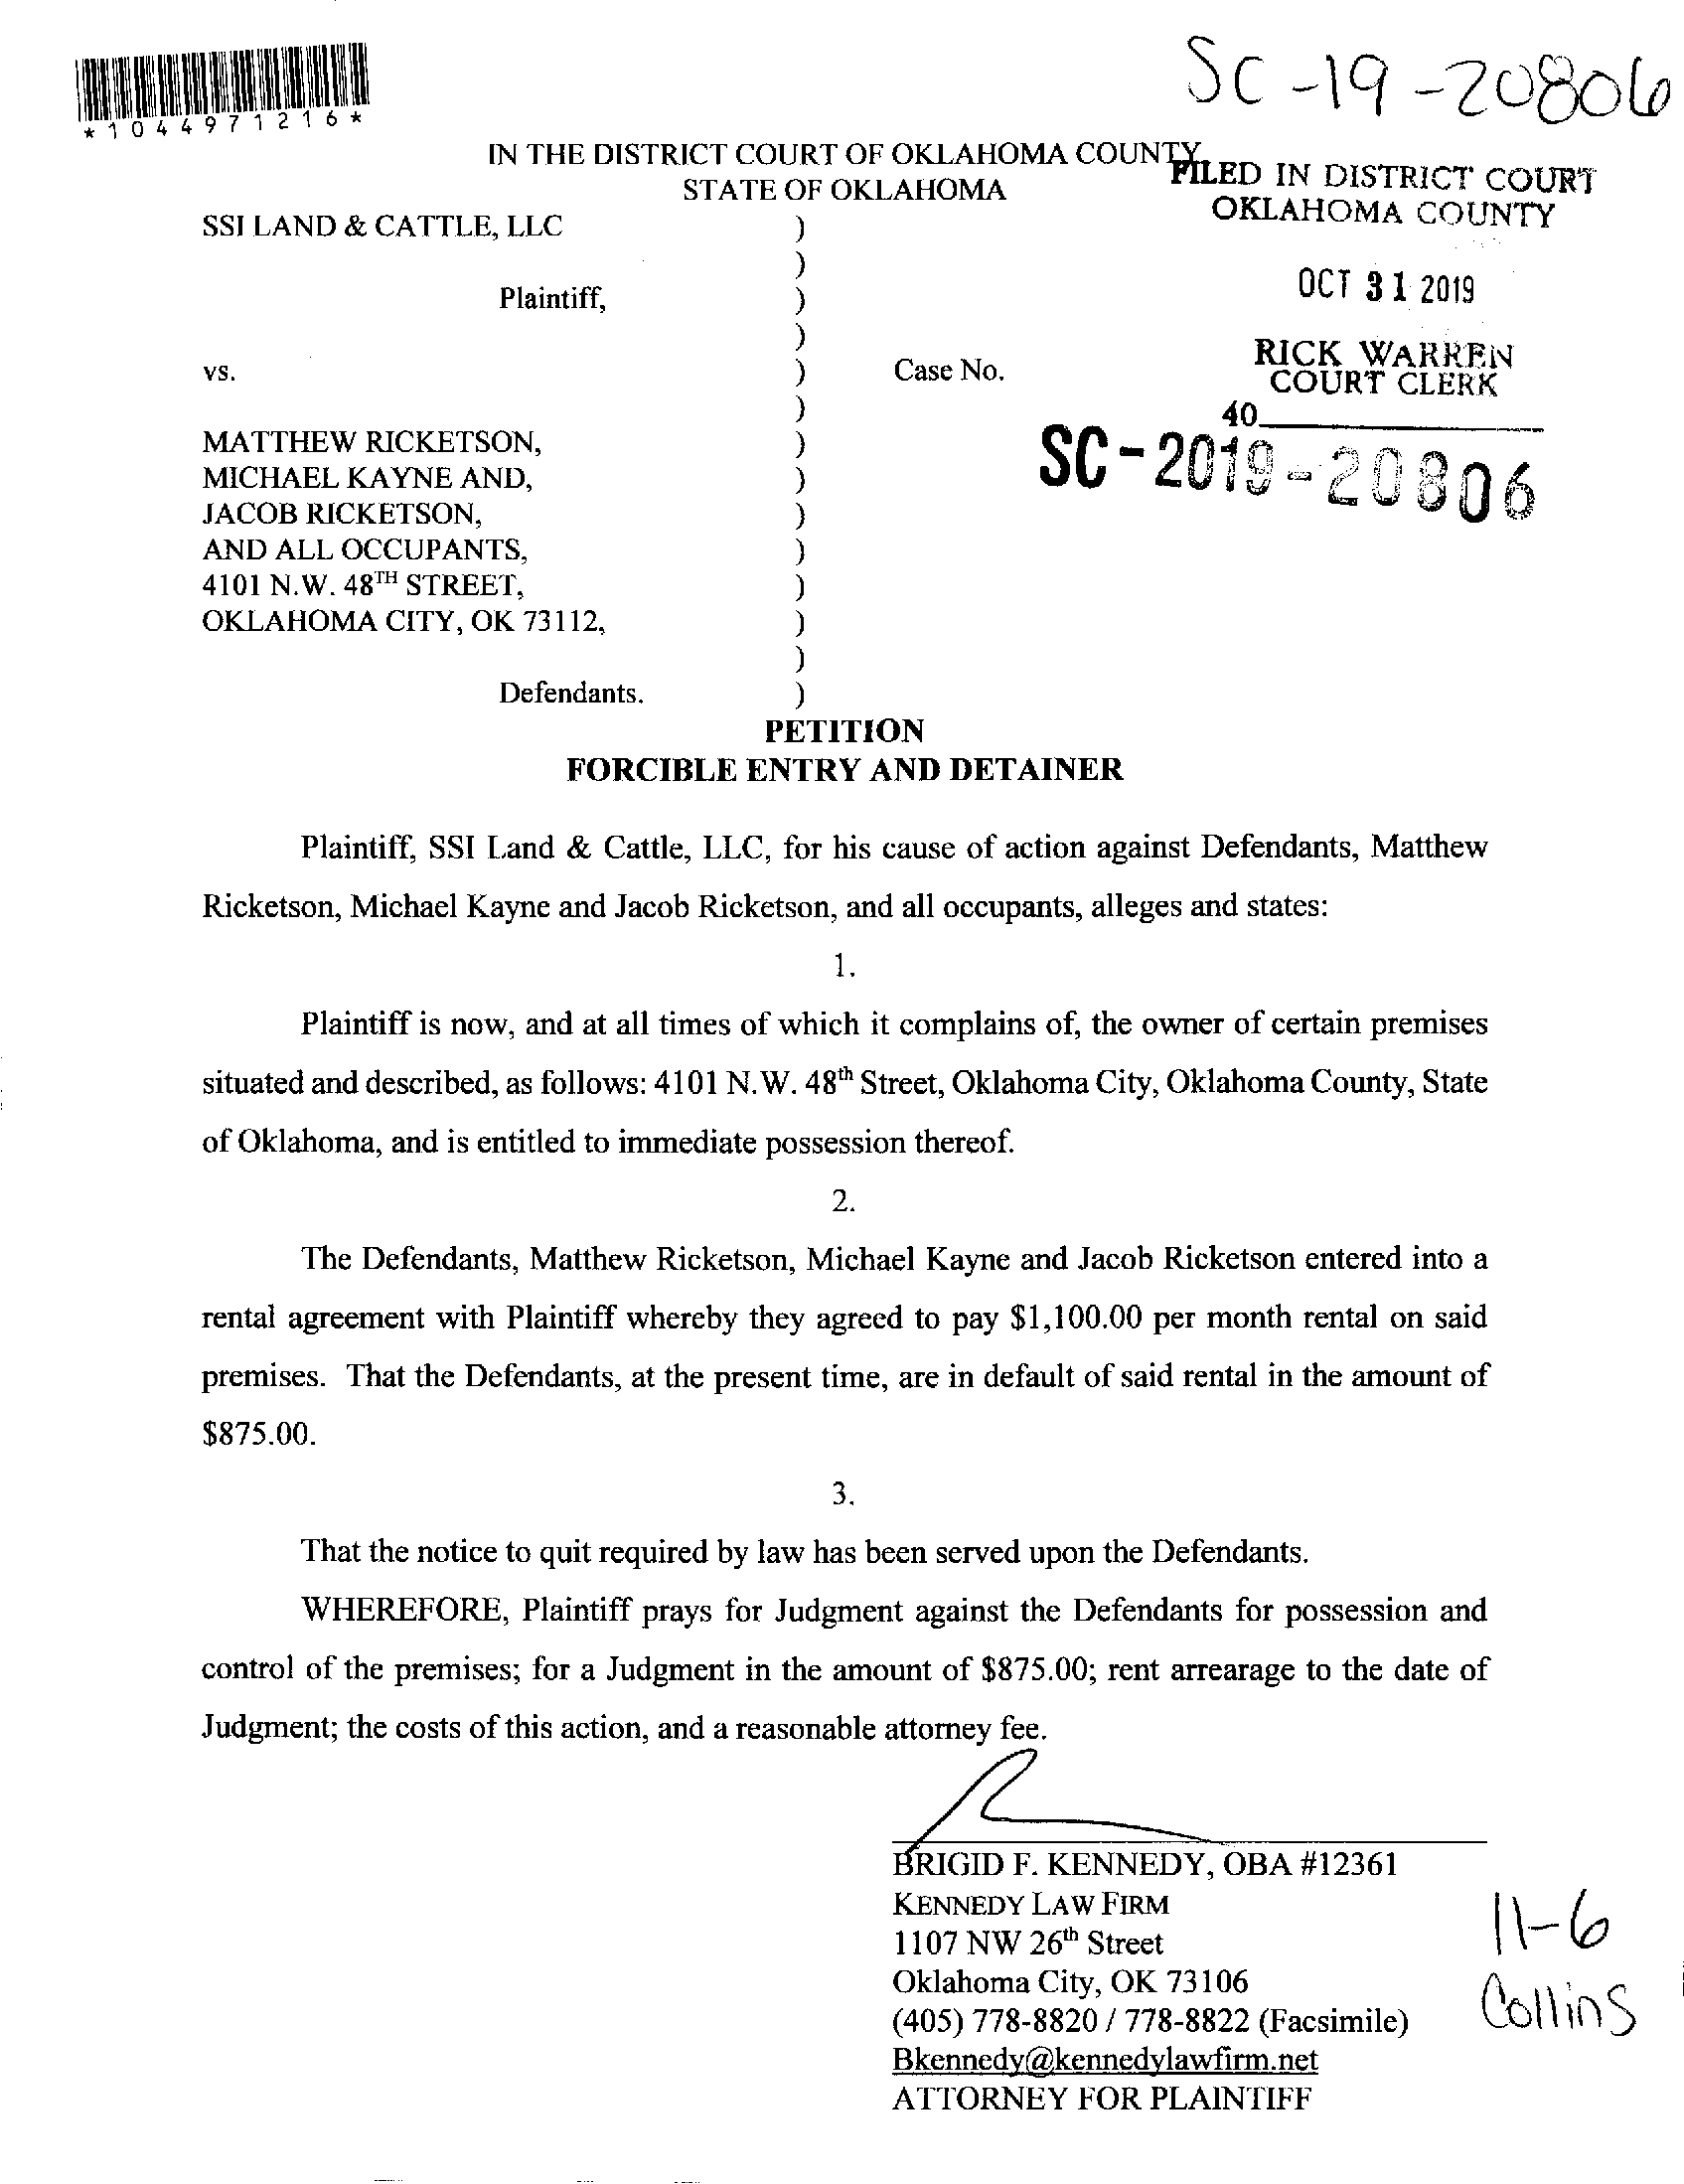 SC-19-20806
*1044971216*
IN THE DISTRICT COURT OF OKLAHOMA COUNTY
STATE OF OKLAHOMA
FILED IN DISTRICT COURT
OKLAHOMA COUNTY
OCT 31 2019
RICK WARREN
COURT CLERK
40
SSI LAND & CATTLE, LLC )
)
Plaintiff, )
)
vs. ) Case No.
)
SC-2019-20806
MATTHEW RICKETSON, )
MICHAEL KAYNE AND, )
JACOB RICKETSON, )
AND ALL OCCUPANTS, )
4101 N.W. 48TH STREET, )
OKLAHOMA CITY, OK 73112, )
)
Defendants. )
PETITION
FORCIBLE ENTRY AND DETAINER
Plaintiff, SSI Land & Cattle, LLC, for his cause of action against Defendants, Matthew
Ricketson, Michael Kayne and Jacob Ricketson, and all occupants, alleges and states:
1.
Plaintiff is now, and at all times of which it complains of, the owner of certain premises
situated and described, as follows: 4101 N.W. 48th Street, Oklahoma City, Oklahoma County, State
of Oklahoma, and is entitled to immediate possession thereof.
2.
The Defendants, Matthew Ricketson, Michael Kayne and Jacob Ricketson entered into a
rental agreement with Plaintiff whereby they agreed to pay $1,100.00 per month rental on said
premises. That the Defendants, at the present time, are in default of said rental in the amount of
$875.00.
3.
That the notice to quit required by law has been served upon the Defendants.
WHEREFORE, Plaintiff prays for Judgment against the Defendants for possession and
control of the premises; for a Judgment in the amount of $875.00; rent arrearage to the date of
Judgment; the costs of this action, and a reasonable attorney fee.
BRIGID F. KENNEDY, OBA #12361
KENNEDY LAW FIRM
1107 NW 26th Street
Oklahoma City, OK 73106
(405) 778-8820 / 778-8822 (Facsimile)
Bkennedy@kennedylawfirm.net
ATTORNEY FOR PLAINTIFF
11-6
Collins